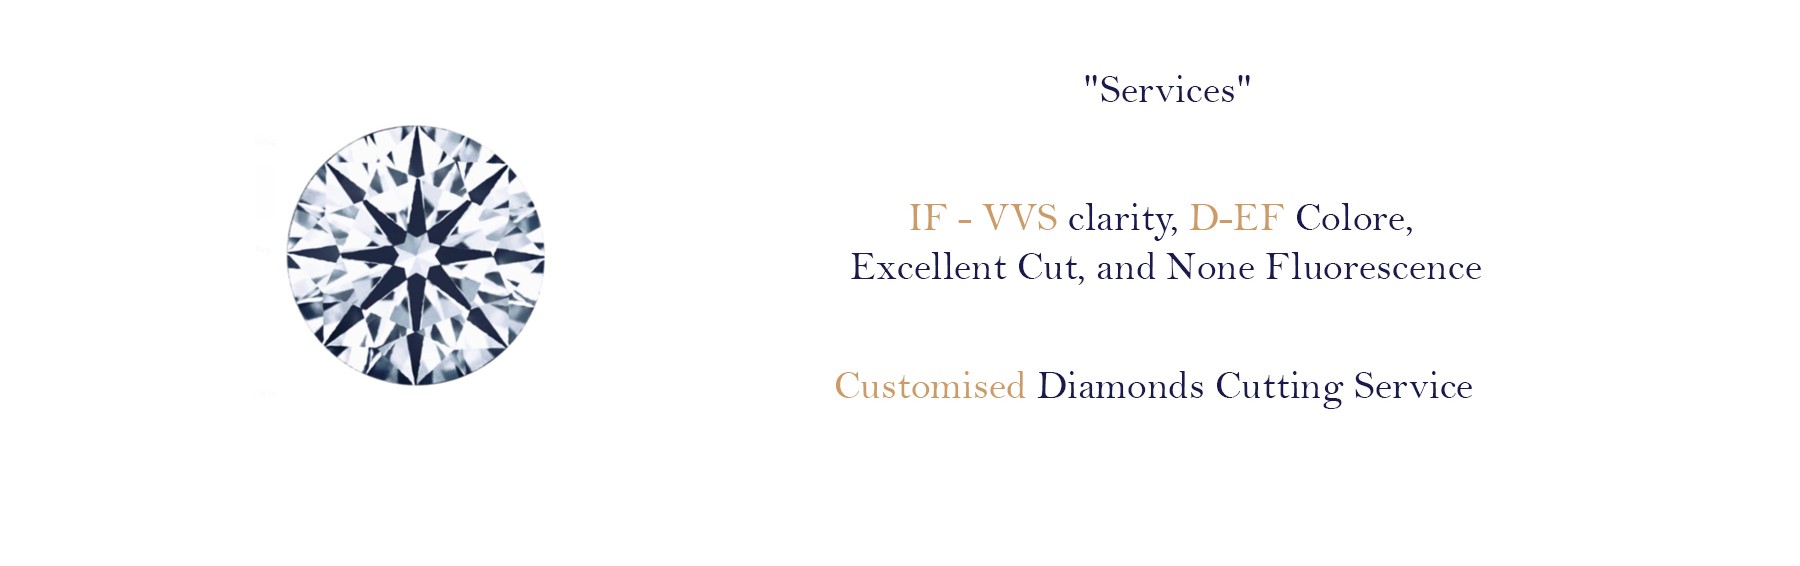 "Services"
IF - VVS clarity, D-EF Colore,
Excellent Cut, and None Fluorescence
Customised Diamonds Cutting Service